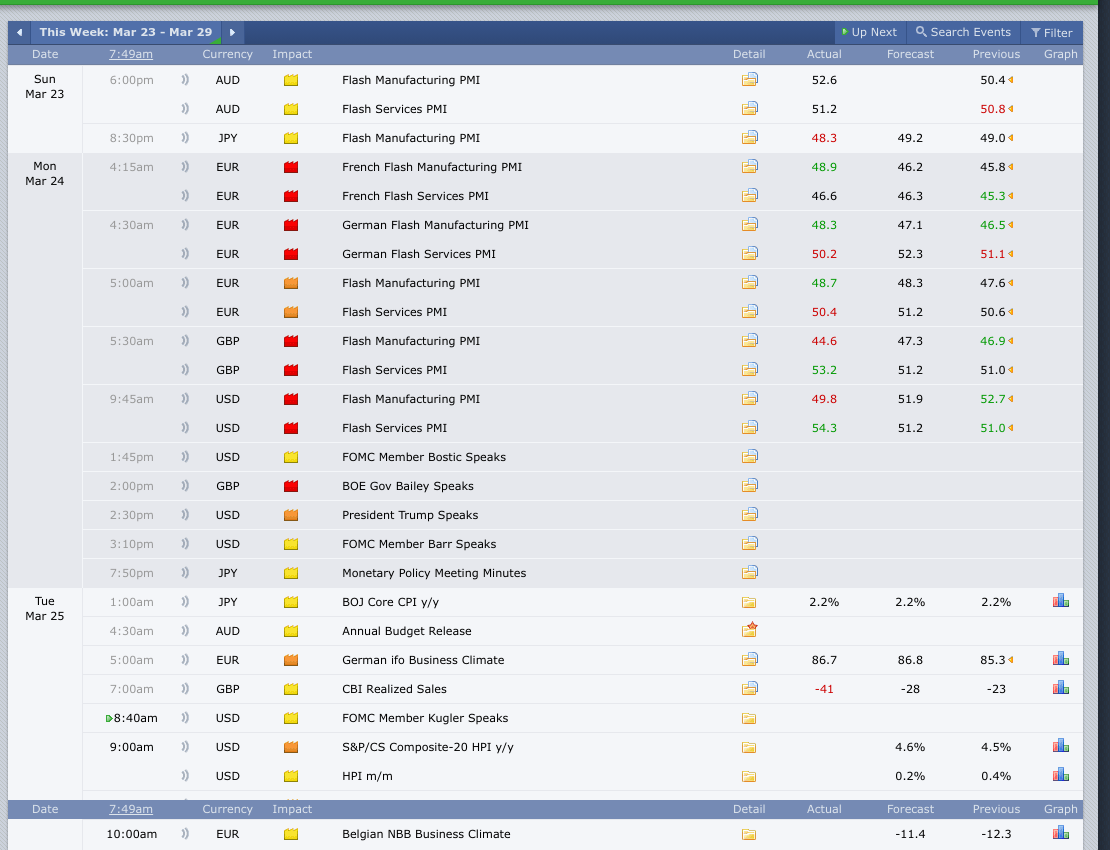 This Week: Mar 23 - Mar 29 Up Next Search Events Filter
Date 7:49am Currency Impact Detail Actual Forecast Previous Graph
Sun Mar 23 6:00pm AUD Flash Manufacturing PMI 52.6 50.4
AUD Flash Services PMI 51.2 50.8
8:30pm JPY Flash Manufacturing PMI 48.3 49.2 49.0
Mon Mar 24 4:15am EUR French Flash Manufacturing PMI 48.9 46.2 45.8
EUR French Flash Services PMI 46.6 46.3 45.3
4:30am EUR German Flash Manufacturing PMI 48.3 47.1 46.5
EUR German Flash Services PMI 50.2 52.3 51.1
5:00am EUR Flash Manufacturing PMI 48.7 48.3 47.6
EUR Flash Services PMI 50.4 51.2 50.6
5:30am GBP Flash Manufacturing PMI 44.6 47.3 46.9
GBP Flash Services PMI 53.2 51.2 51.0
9:45am USD Flash Manufacturing PMI 49.8 51.9 52.7
USD Flash Services PMI 54.3 51.2 51.0
1:45pm USD FOMC Member Bostic Speaks
2:00pm GBP BOE Gov Bailey Speaks
2:30pm USD President Trump Speaks
3:10pm USD FOMC Member Barr Speaks
7:50pm JPY Monetary Policy Meeting Minutes
Tue Mar 25 1:00am JPY BOJ Core CPI y/y 2.2% 2.2% 2.2%
4:30am AUD Annual Budget Release
5:00am EUR German ifo Business Climate 86.7 86.8 85.3
7:00am GBP CBI Realized Sales -41 -28 -23
8:40am USD FOMC Member Kugler Speaks
9:00am USD S&P/CS Composite-20 HPI y/y 4.6% 4.5%
USD HPI m/m 0.2% 0.4%
Date 7:49am Currency Impact Detail Actual Forecast Previous Graph
10:00am EUR Belgian NBB Business Climate -11.4 -12.3